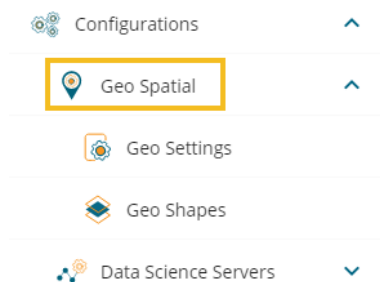 Configurations
Geo Spatial
Geo Settings
Geo Shapes
Data Science Servers